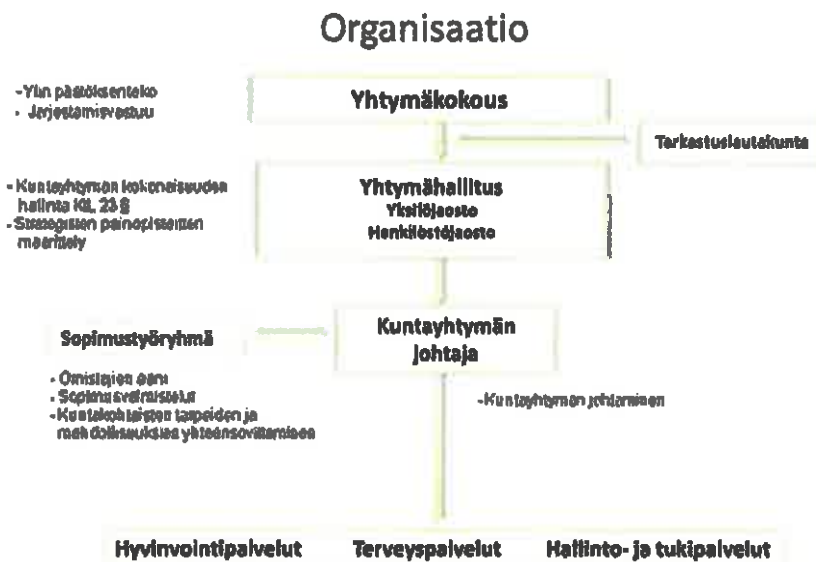 Organisaatio
-Ylin päätöksenteko
- Järjestämisvastuu
Yhtymäkokous
Tarkastuslautakunta
-Kuntayhtymän kokonaisuuden
hallinta KL 23 §
-Strategisten painopisteiden
määrittely
Yhtymähallitus
Yksilöjaosto
Henkilöstöjaosto
Sopimustyöryhmä
Kuntayhtymän
johtaja
- Omistajien ääni
- Sopimusvalmistelut
-Kuntakohtaisten tarpeiden ja
mahdollisuuksien yhteensovittaminen
-Kuntayhtymän johtaminen
Hyvinvointipalvelut
Terveyspalvelut
Hallinto- ja tukipalvelut